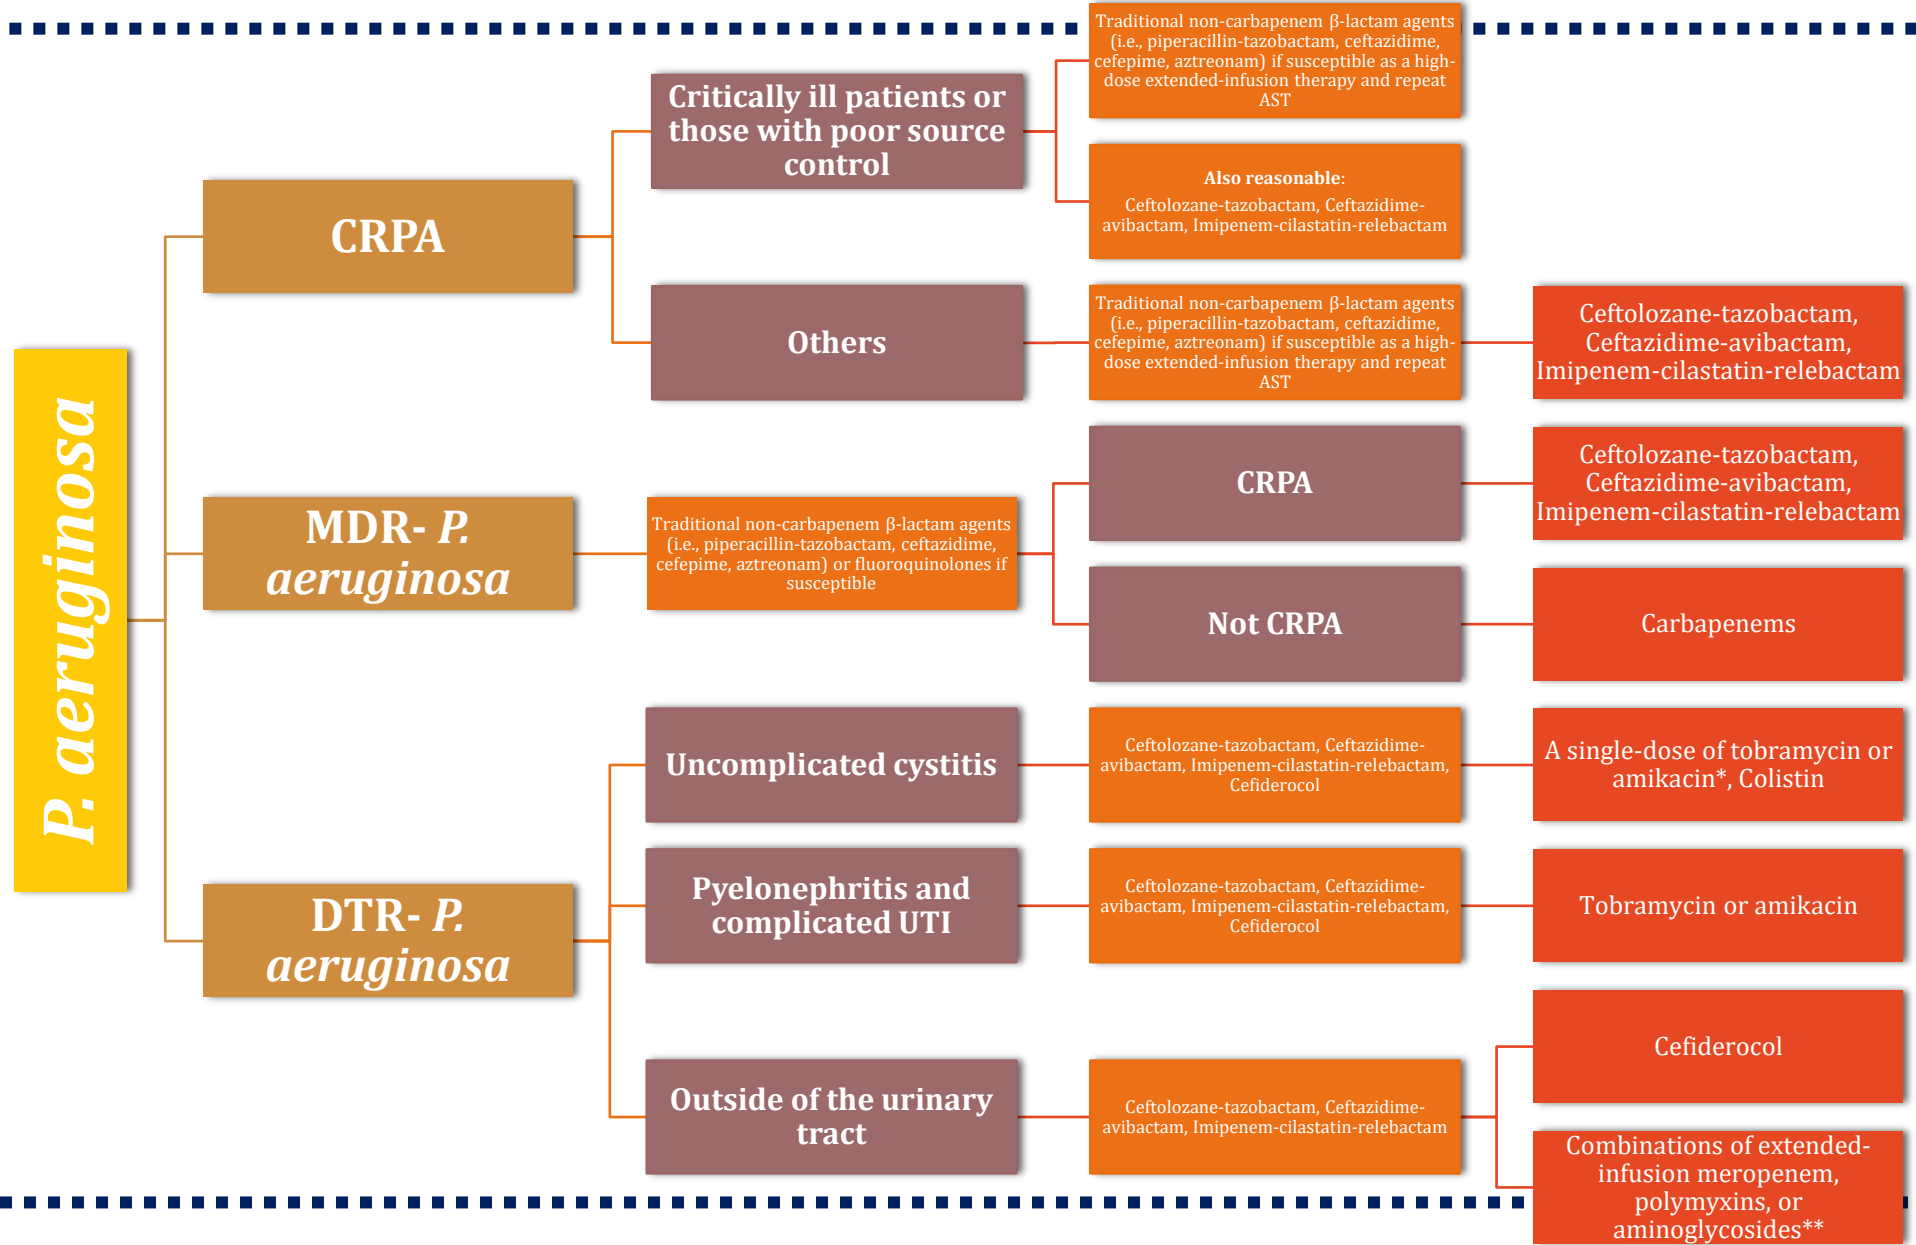 P. aeruginosa
CRPA
Critically ill patients or
those with poor source
control
Traditional non-carbapenem β-lactam agents
(i.e., piperacillin-tazobactam, ceftazidime,
cefepime, aztreonam) if susceptible as a high-
dose extended-infusion therapy and repeat
AST
Also reasonable:
Ceftolozane-tazobactam, Ceftazidime-
avibactam, Imipenem-cilastatin-relebactam
Others
Traditional non-carbapenem β-lactam agents
(i.e., piperacillin-tazobactam, ceftazidime,
cefepime, aztreonam) if susceptible as a high-
dose extended-infusion therapy and repeat
AST
Ceftolozane-tazobactam,
Ceftazidime-avibactam,
Imipenem-cilastatin-relebactam
MDR- P.
aeruginosa
Traditional non-carbapenem β-lactam agents
(i.e., piperacillin-tazobactam, ceftazidime,
cefepime, aztreonam) or fluoroquinolones if
susceptible
CRPA
Ceftolozane-tazobactam,
Ceftazidime-avibactam,
Imipenem-cilastatin-relebactam
Not CRPA
Carbapenems
DTR- P.
aeruginosa
Uncomplicated cystitis
Ceftolozane-tazobactam, Ceftazidime-
avibactam, Imipenem-cilastatin-relebactam,
Cefiderocol
A single-dose of tobramycin or
amikacin*, Colistin
Pyelonephritis and
complicated UTI
Ceftolozane-tazobactam, Ceftazidime-
avibactam, Imipenem-cilastatin-relebactam,
Cefiderocol
Tobramycin or amikacin
Outside of the urinary
tract
Ceftolozane-tazobactam, Ceftazidime-
avibactam, Imipenem-cilastatin-relebactam
Cefiderocol
Combinations of extended-
infusion meropenem,
polymyxins, or
aminoglycosides**